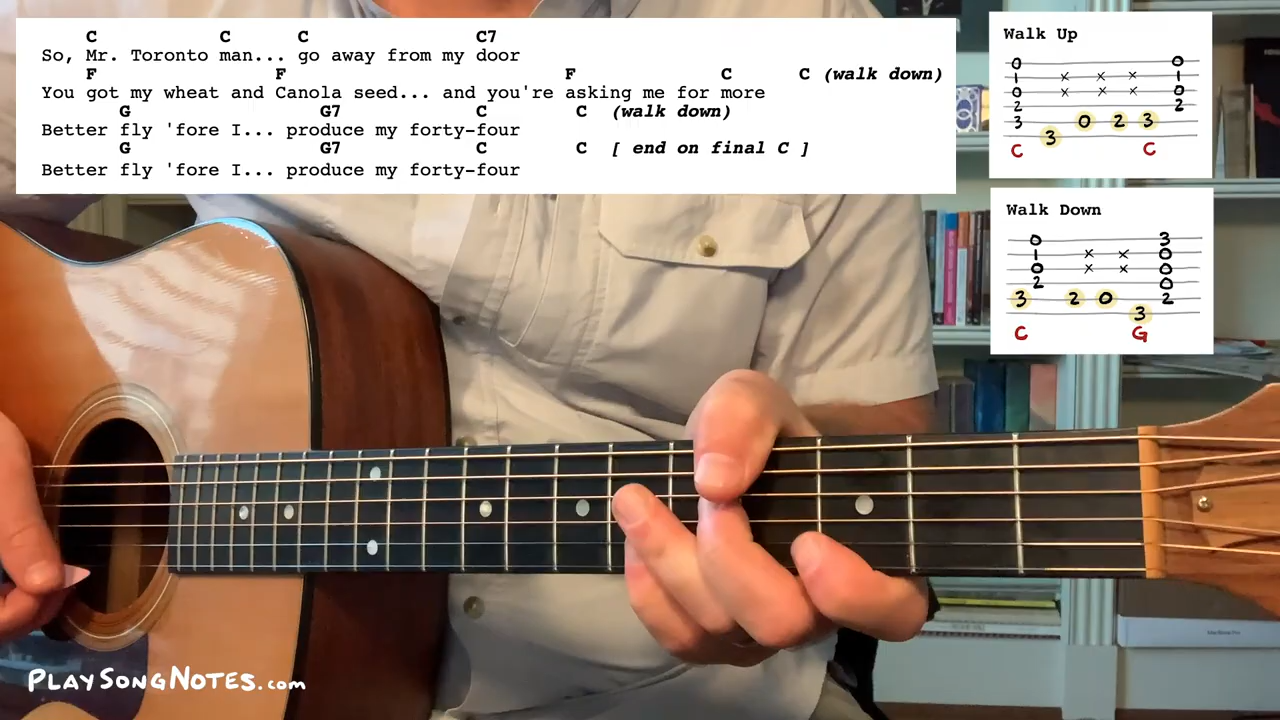 C C C C7
So, Mr. Toronto man... go away from my door
F F F C C (walk down)
You got my wheat and Canola seed... and you're asking me for more
G G7 C C (walk down)
Better fly 'fore I... produce my forty-four
G G7 C C [ end on final C ]
Better fly 'fore I... produce my forty-four
Walk Up
0 0
1 x x x 1
0 x x x 0
2 2
3 0 2 3
3
C C
Walk Down
0 3
1 x x 0
0 x x 0
2 0
3 2 0 2
3
C G
PLAYSONGNOTES.COM